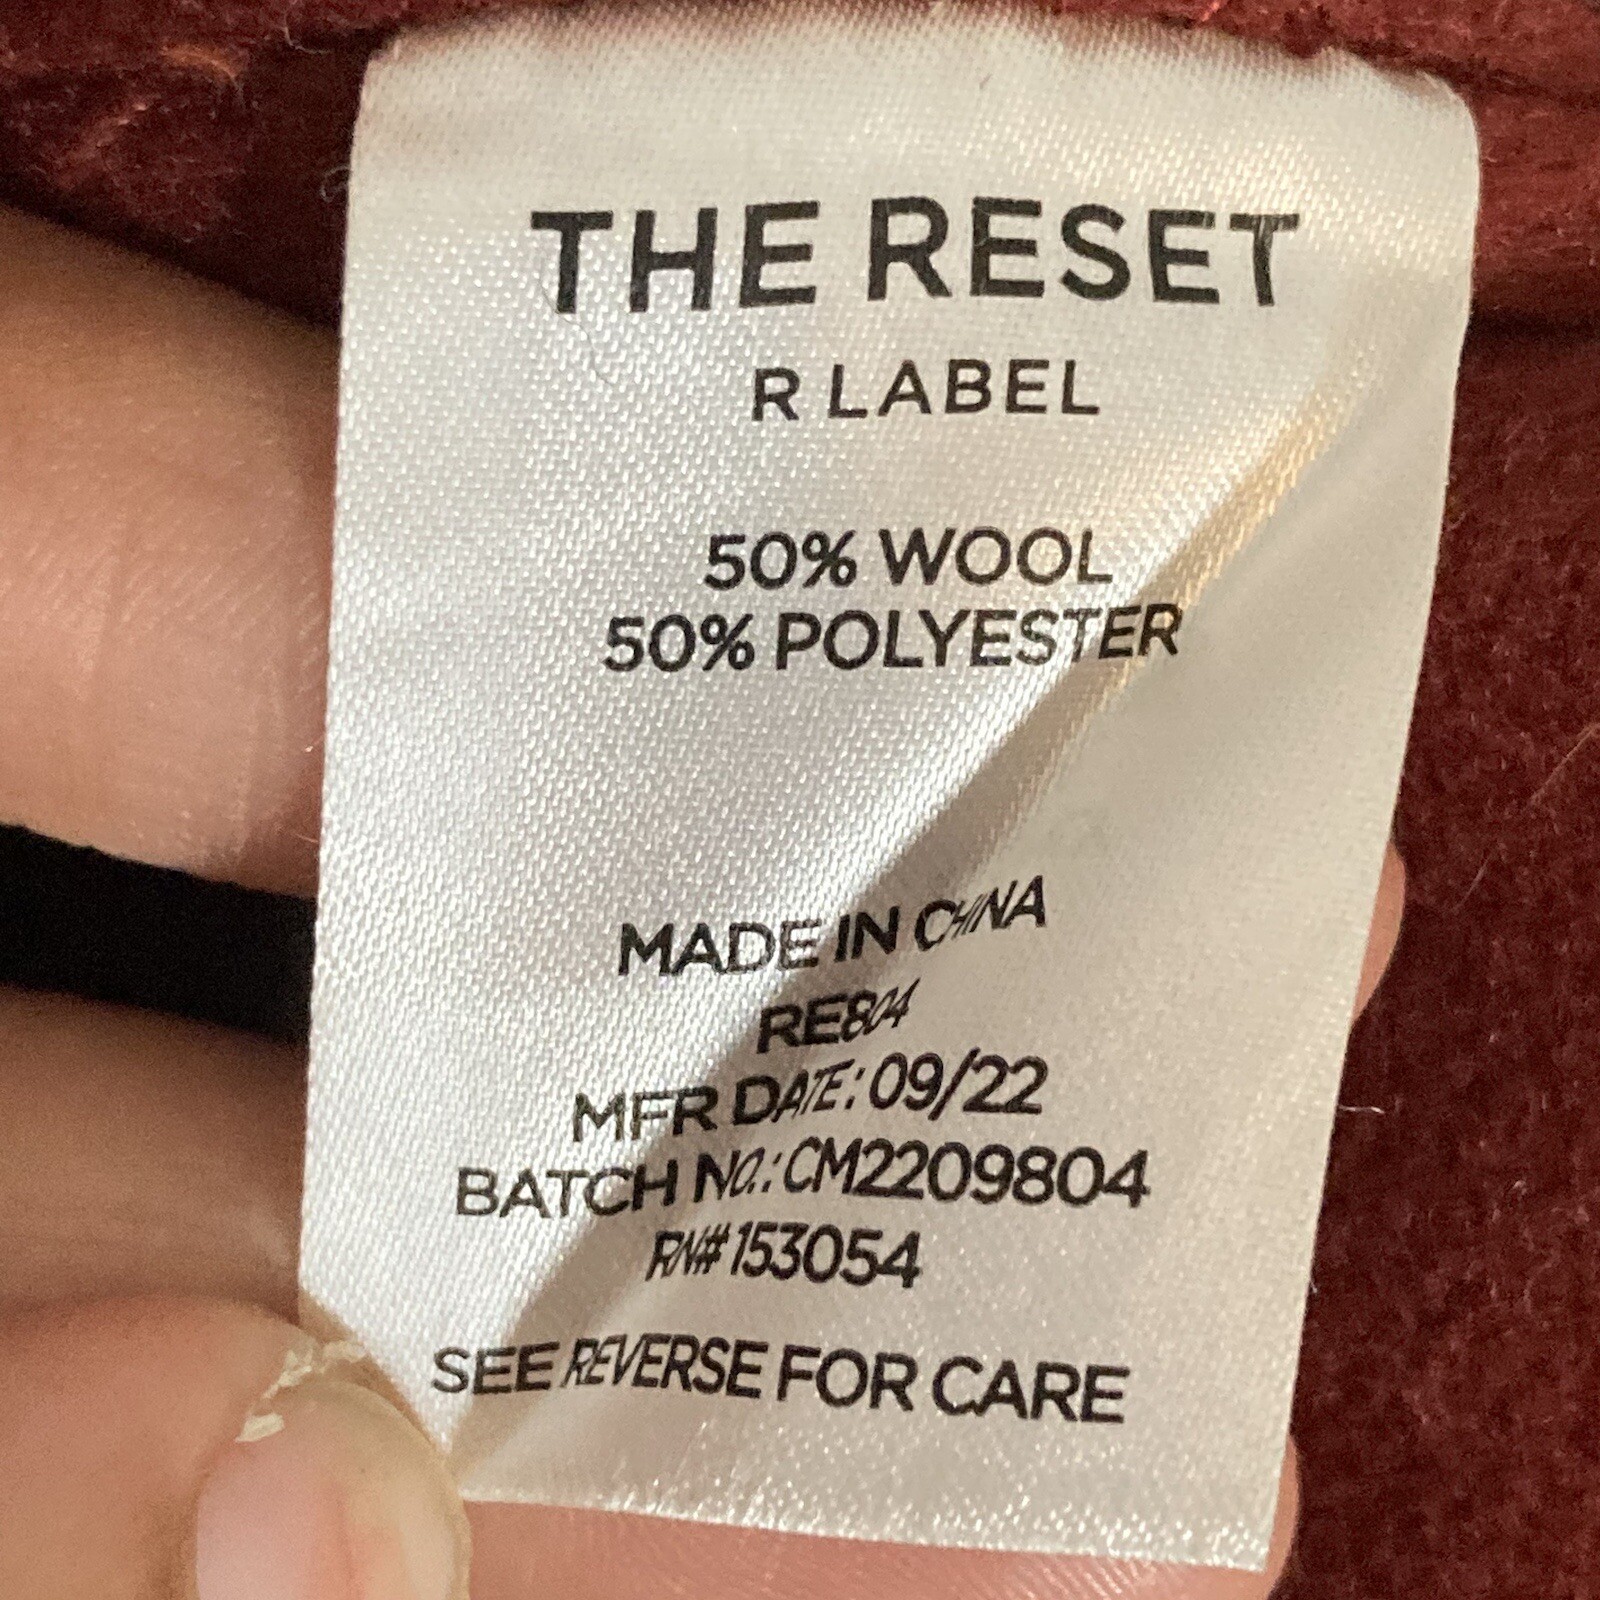 THE RESET
R LABEL
50% WOOL
50% POLYESTER
MADE IN CHINA
RE804
MFR DATE: 09/22
BATCH NO.: CM2209804
RN# 153054
SEE REVERSE FOR CARE